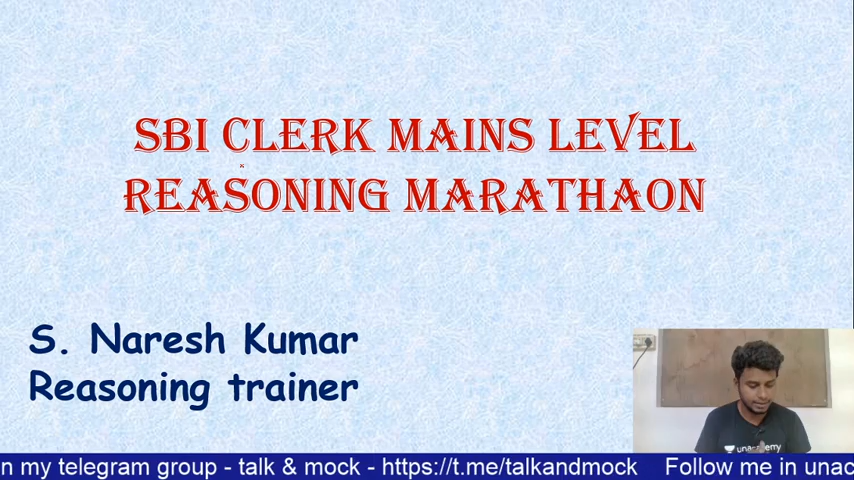 SBI CLERK MAINS LEVEL
REASONING MARATHAON
S. Naresh Kumar
Reasoning trainer
unacademy
n my telegram group - talk & mock - https://t.me/talkandmock Follow me in unac